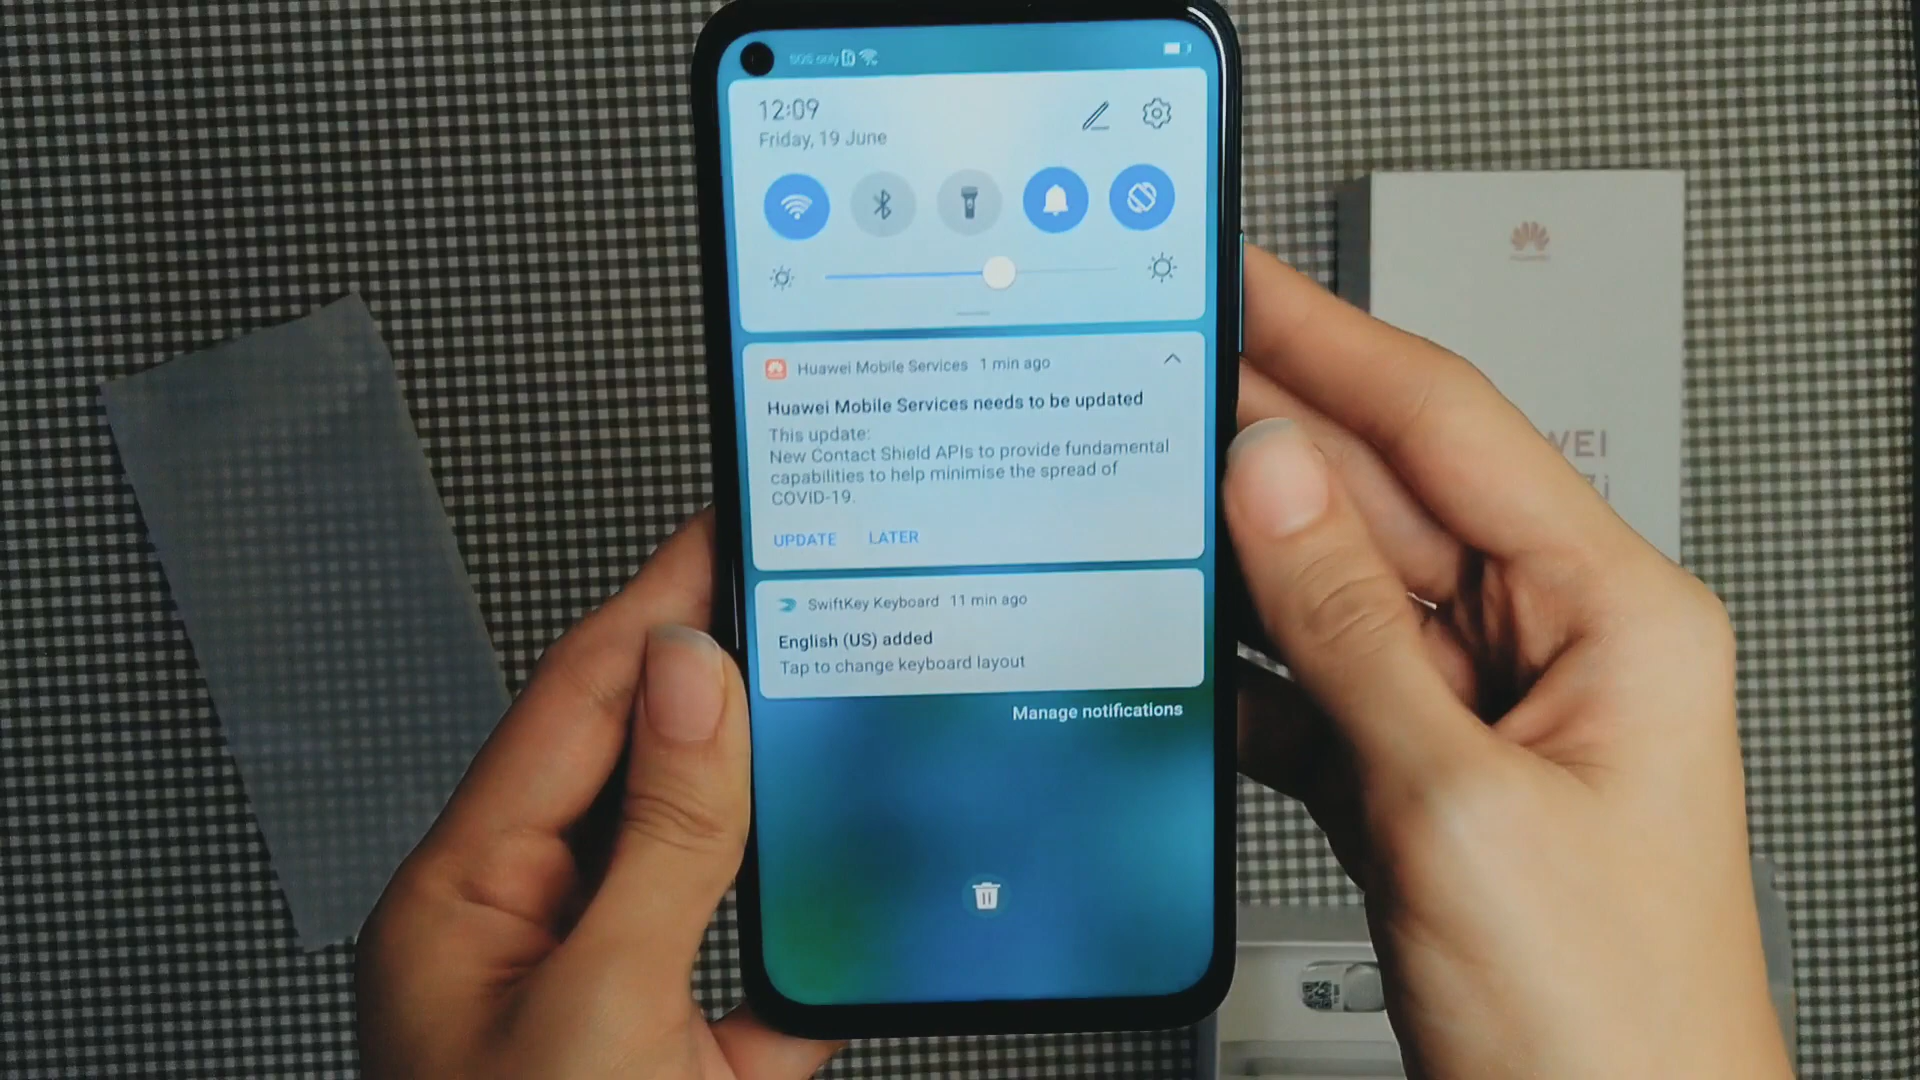 SOS only
12:09
Friday, 19 June
Huawei Mobile Services 1 min ago
Huawei Mobile Services needs to be updated
This update:
New Contact Shield APIs to provide fundamental
capabilities to help minimise the spread of
COVID-19.
UPDATE LATER
SwiftKey Keyboard 11 min ago
English (US) added
Tap to change keyboard layout
Manage notifications
HUAWEI
WEI
7i